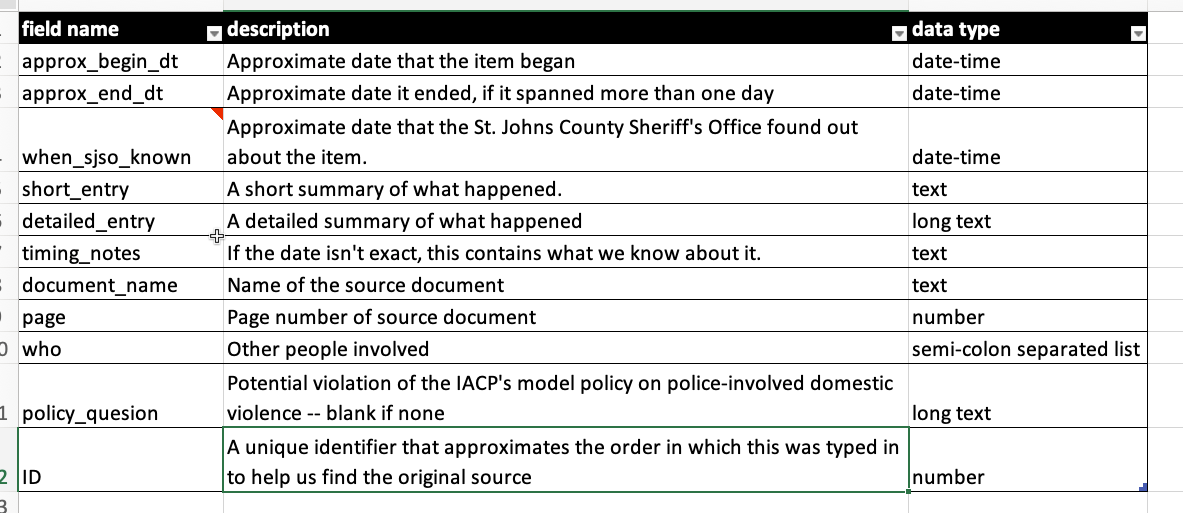 field name description data type
approx_begin_dt Approximate date that the item began date-time
approx_end_dt Approximate date it ended, if it spanned more than one day date-time
Approximate date that the St. Johns County Sheriff's Office found out
when_sjso_known about the item. date-time
short_entry A short summary of what happened. text
detailed_entry A detailed summary of what happened long text
timing_notes If the date isn't exact, this contains what we know about it. text
document_name Name of the source document text
page Page number of source document number
who Other people involved semi-colon separated list
Potential violation of the IACP's model policy on police-involved domestic
policy_quesion violence -- blank if none long text
A unique identifier that approximates the order in which this was typed in
ID to help us find the original source number